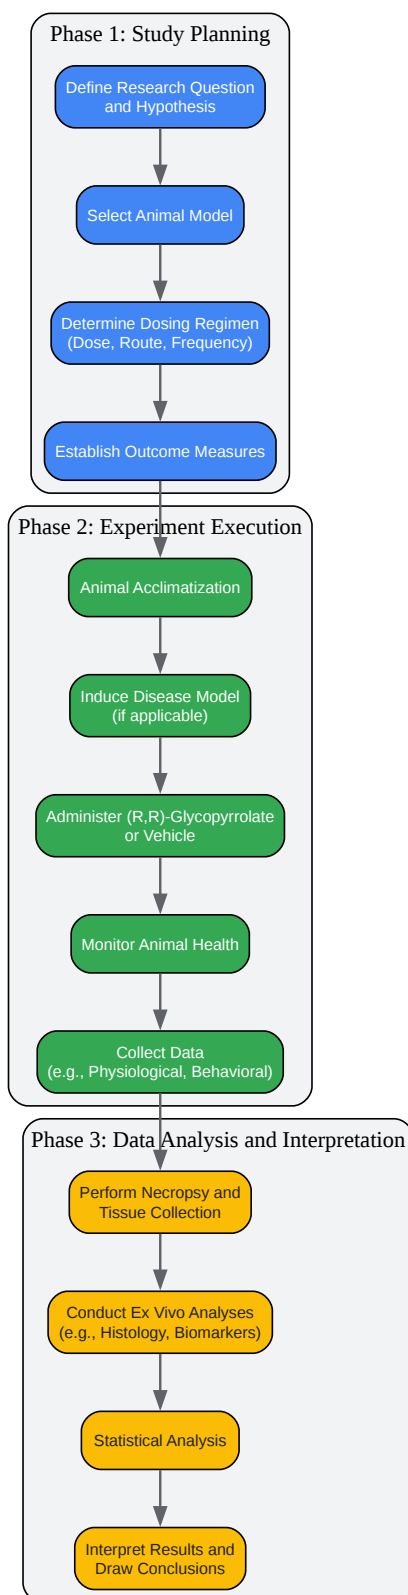 Phase 1: Study Planning
Define Research Question
and Hypothesis
Select Animal Model
Determine Dosing Regimen
(Dose, Route, Frequency)
Establish Outcome Measures
Phase 2: Experiment Execution
Animal Acclimatization
Induce Disease Model
(if applicable)
Administer (R,R)-Glycopyrrolate
or Vehicle
Monitor Animal Health
Collect Data
(e.g., Physiological, Behavioral)
Phase 3: Data Analysis and Interpretation
Perform Necropsy and
Tissue Collection
Conduct Ex Vivo Analyses
(e.g., Histology, Biomarkers)
Statistical Analysis
Interpret Results and
Draw Conclusions